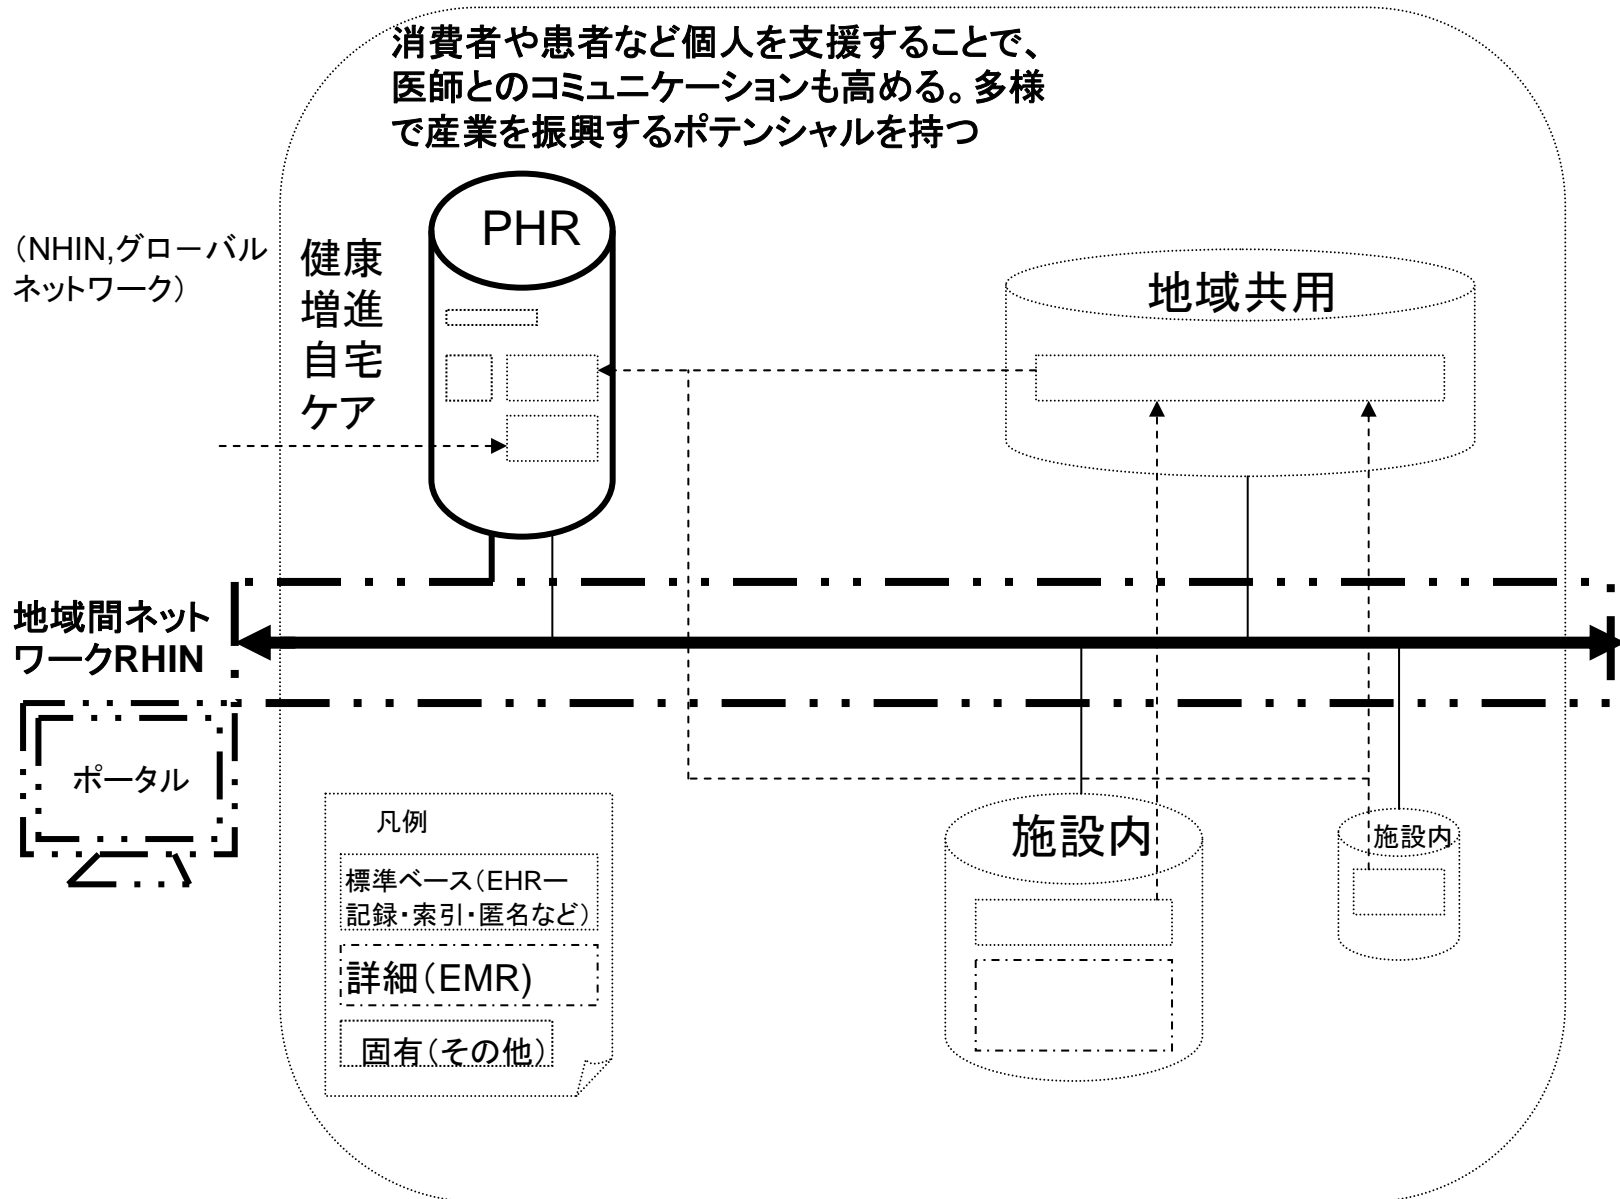 消費者や患者など個人を支援することで、
医師とのコミュニケーションも高める。多様
で産業を振興するポテンシャルを持つ
PHR
（NHIN,グローバル
ネットワーク）
健康
増進
自宅
ケア
地域共用
地域間ネット
ワークRHIN
ポータル
凡例
標準ベース（EHRー
記録・索引・匿名など）
詳細（EMR)
固有（その他）
施設内
施設内